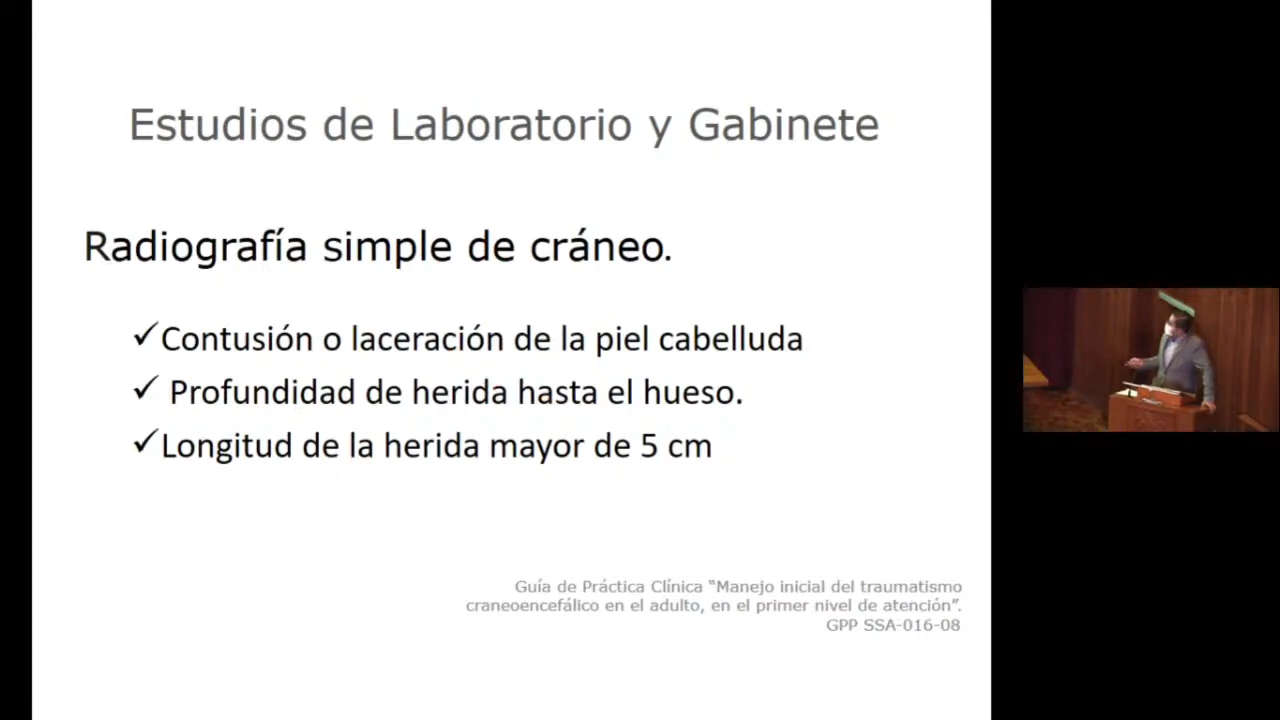 Estudios de Laboratorio y Gabinete
Radiografía simple de cráneo.
✓Contusión o laceración de la piel cabelluda
✓ Profundidad de herida hasta el hueso.
✓Longitud de la herida mayor de 5 cm
Guía de Práctica Clínica “Manejo inicial del traumatismo
craneoencefálico en el adulto, en el primer nivel de atención”.
GPP SSA-016-08